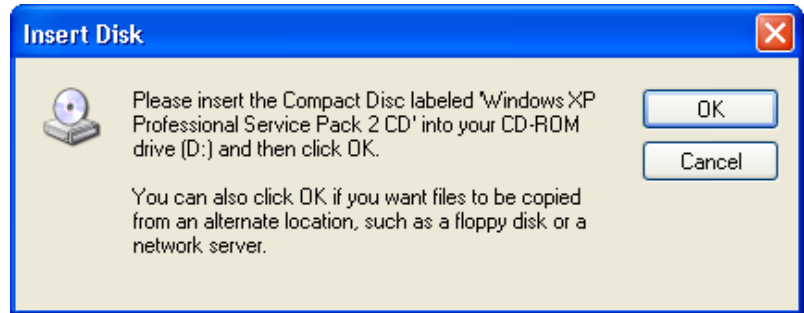 Insert Disk
Please insert the Compact Disc labeled 'Windows XP
Professional Service Pack 2 CD' into your CD-ROM
drive (D:) and then click OK.
You can also click OK if you want files to be copied
from an alternate location, such as a floppy disk or a
network server.
OK
Cancel